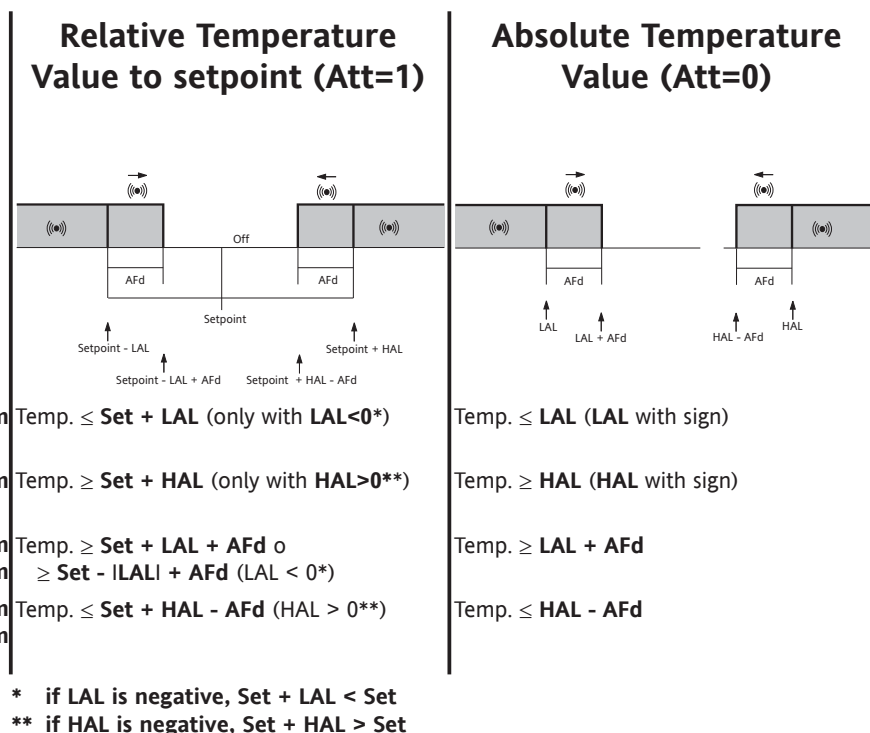 Relative Temperature
Value to setpoint (Att=1)
Absolute Temperature
Value (Att=0)
Off
AFd
AFd
Setpoint
Setpoint - LAL
Setpoint + HAL
Setpoint - LAL + AFd
Setpoint + HAL - AFd
AFd
AFd
LAL
LAL + AFd
HAL - AFd
HAL
m Temp. ≤ Set + LAL (only with LAL<0*)
Temp. ≤ LAL (LAL with sign)
m Temp. ≥ Set + HAL (only with HAL>0**)
Temp. ≥ HAL (HAL with sign)
m Temp. ≥ Set + LAL + AFd o
m ≥ Set - |LAL| + AFd (LAL < 0*)
Temp. ≥ LAL + AFd
m Temp. ≤ Set + HAL - AFd (HAL > 0**)
m
Temp. ≤ HAL - AFd
* if LAL is negative, Set + LAL < Set
** if HAL is negative, Set + HAL > Set